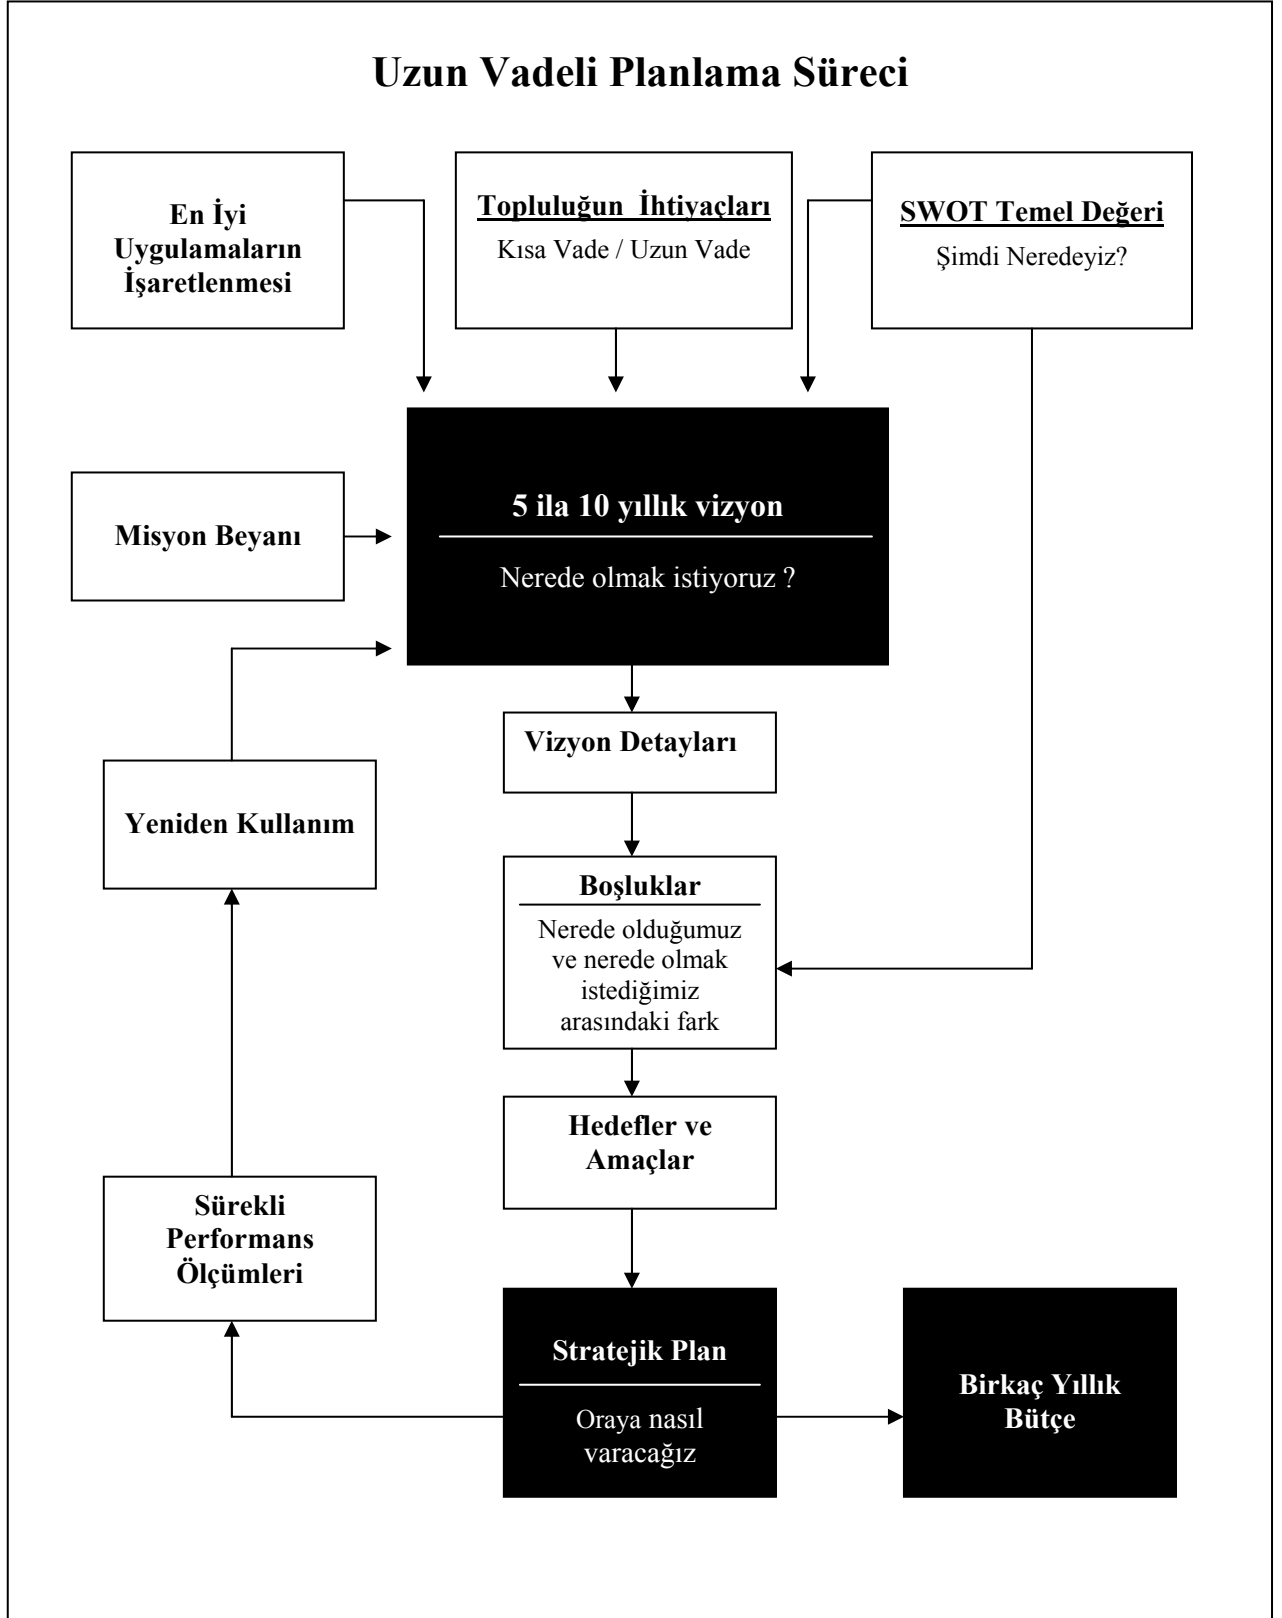 Uzun Vadeli Planlama Süreci
En İyi
Uygulamaların
İşaretlenmesi
Topluluğun İhtiyaçları
Kısa Vade / Uzun Vade
SWOT Temel Değeri
Şimdi Neredeyiz?
5 ila 10 yıllık vizyon
Nerede olmak istiyoruz ?
Misyon Beyanı
Vizyon Detayları
Yeniden Kullanım
Boşluklar
Nerede olduğumuz
ve nerede olmak
istediğimiz
arasındaki fark
Hedefler ve
Amaçlar
Sürekli
Performans
Ölçümleri
Stratejik Plan
Oraya nasıl
varacağız
Birkaç Yıllık
Bütçe